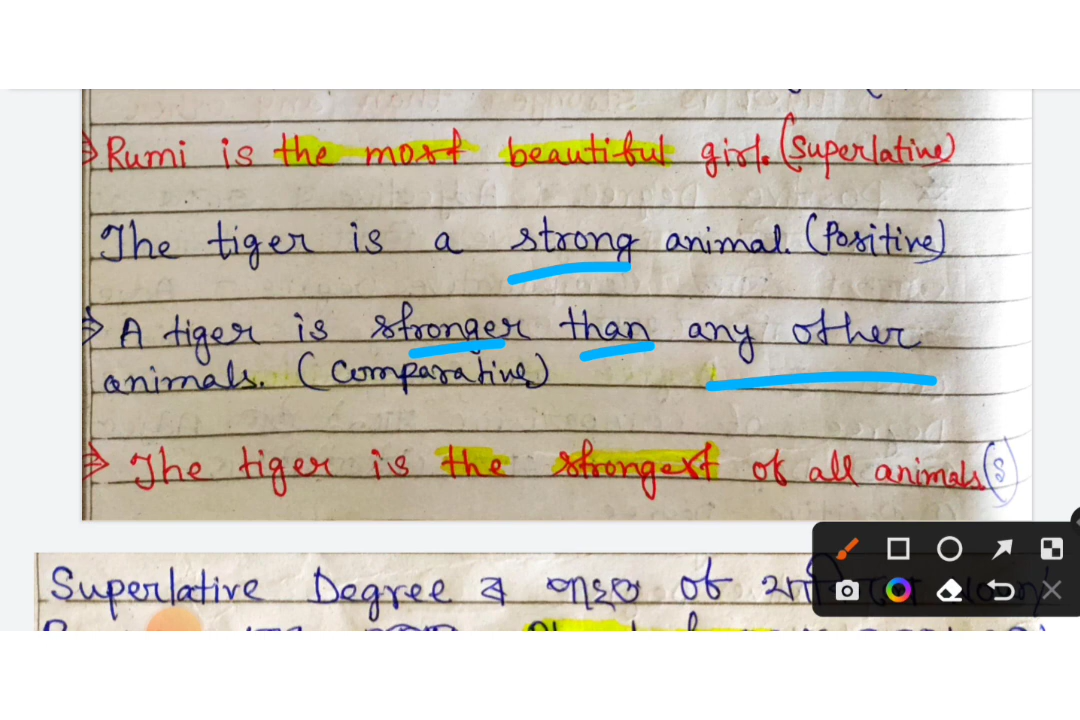 Rumi is the most beautiful girl. (Superlative)
The tiger is a strong animal. (Positive)
A tiger is stronger than any other
animals. (Comparative)
The tiger is the strongest of all animals (S)
Superlative Degree of